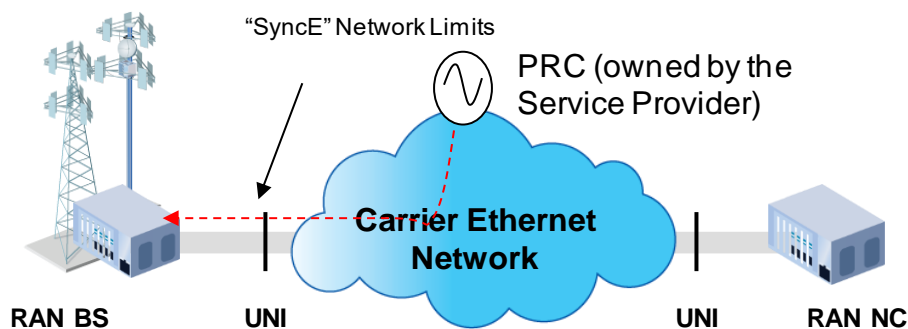 “SyncE” Network Limits
PRC (owned by the
Service Provider)
Carrier Ethernet
Network
RAN BS
UNI
UNI
RAN NC